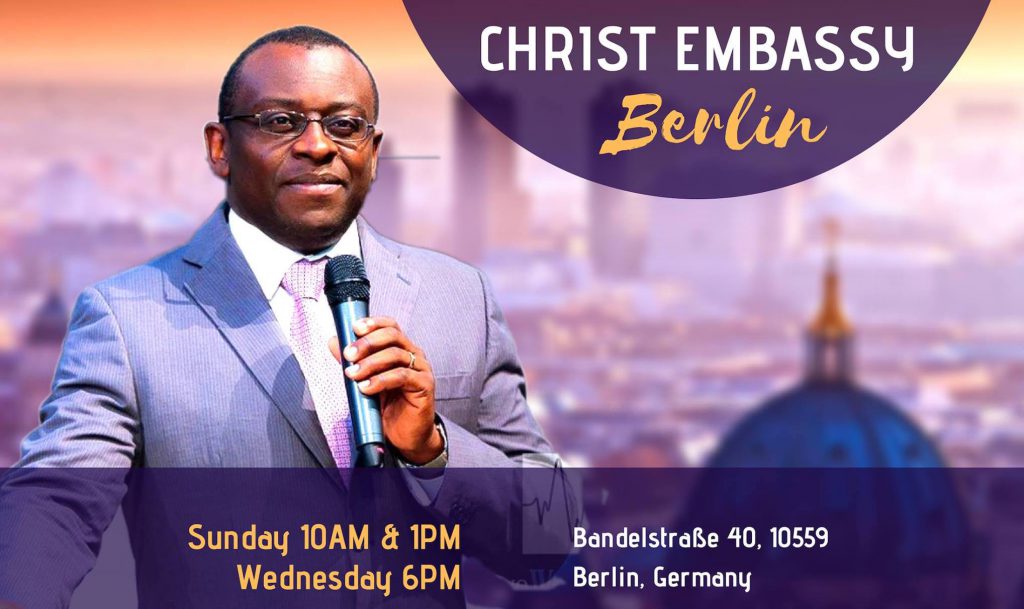 CHRIST EMBASSY
Berlin
Sunday 10AM & 1PM
Wednesday 6PM
Bandelstraße 40, 10559
Berlin, Germany